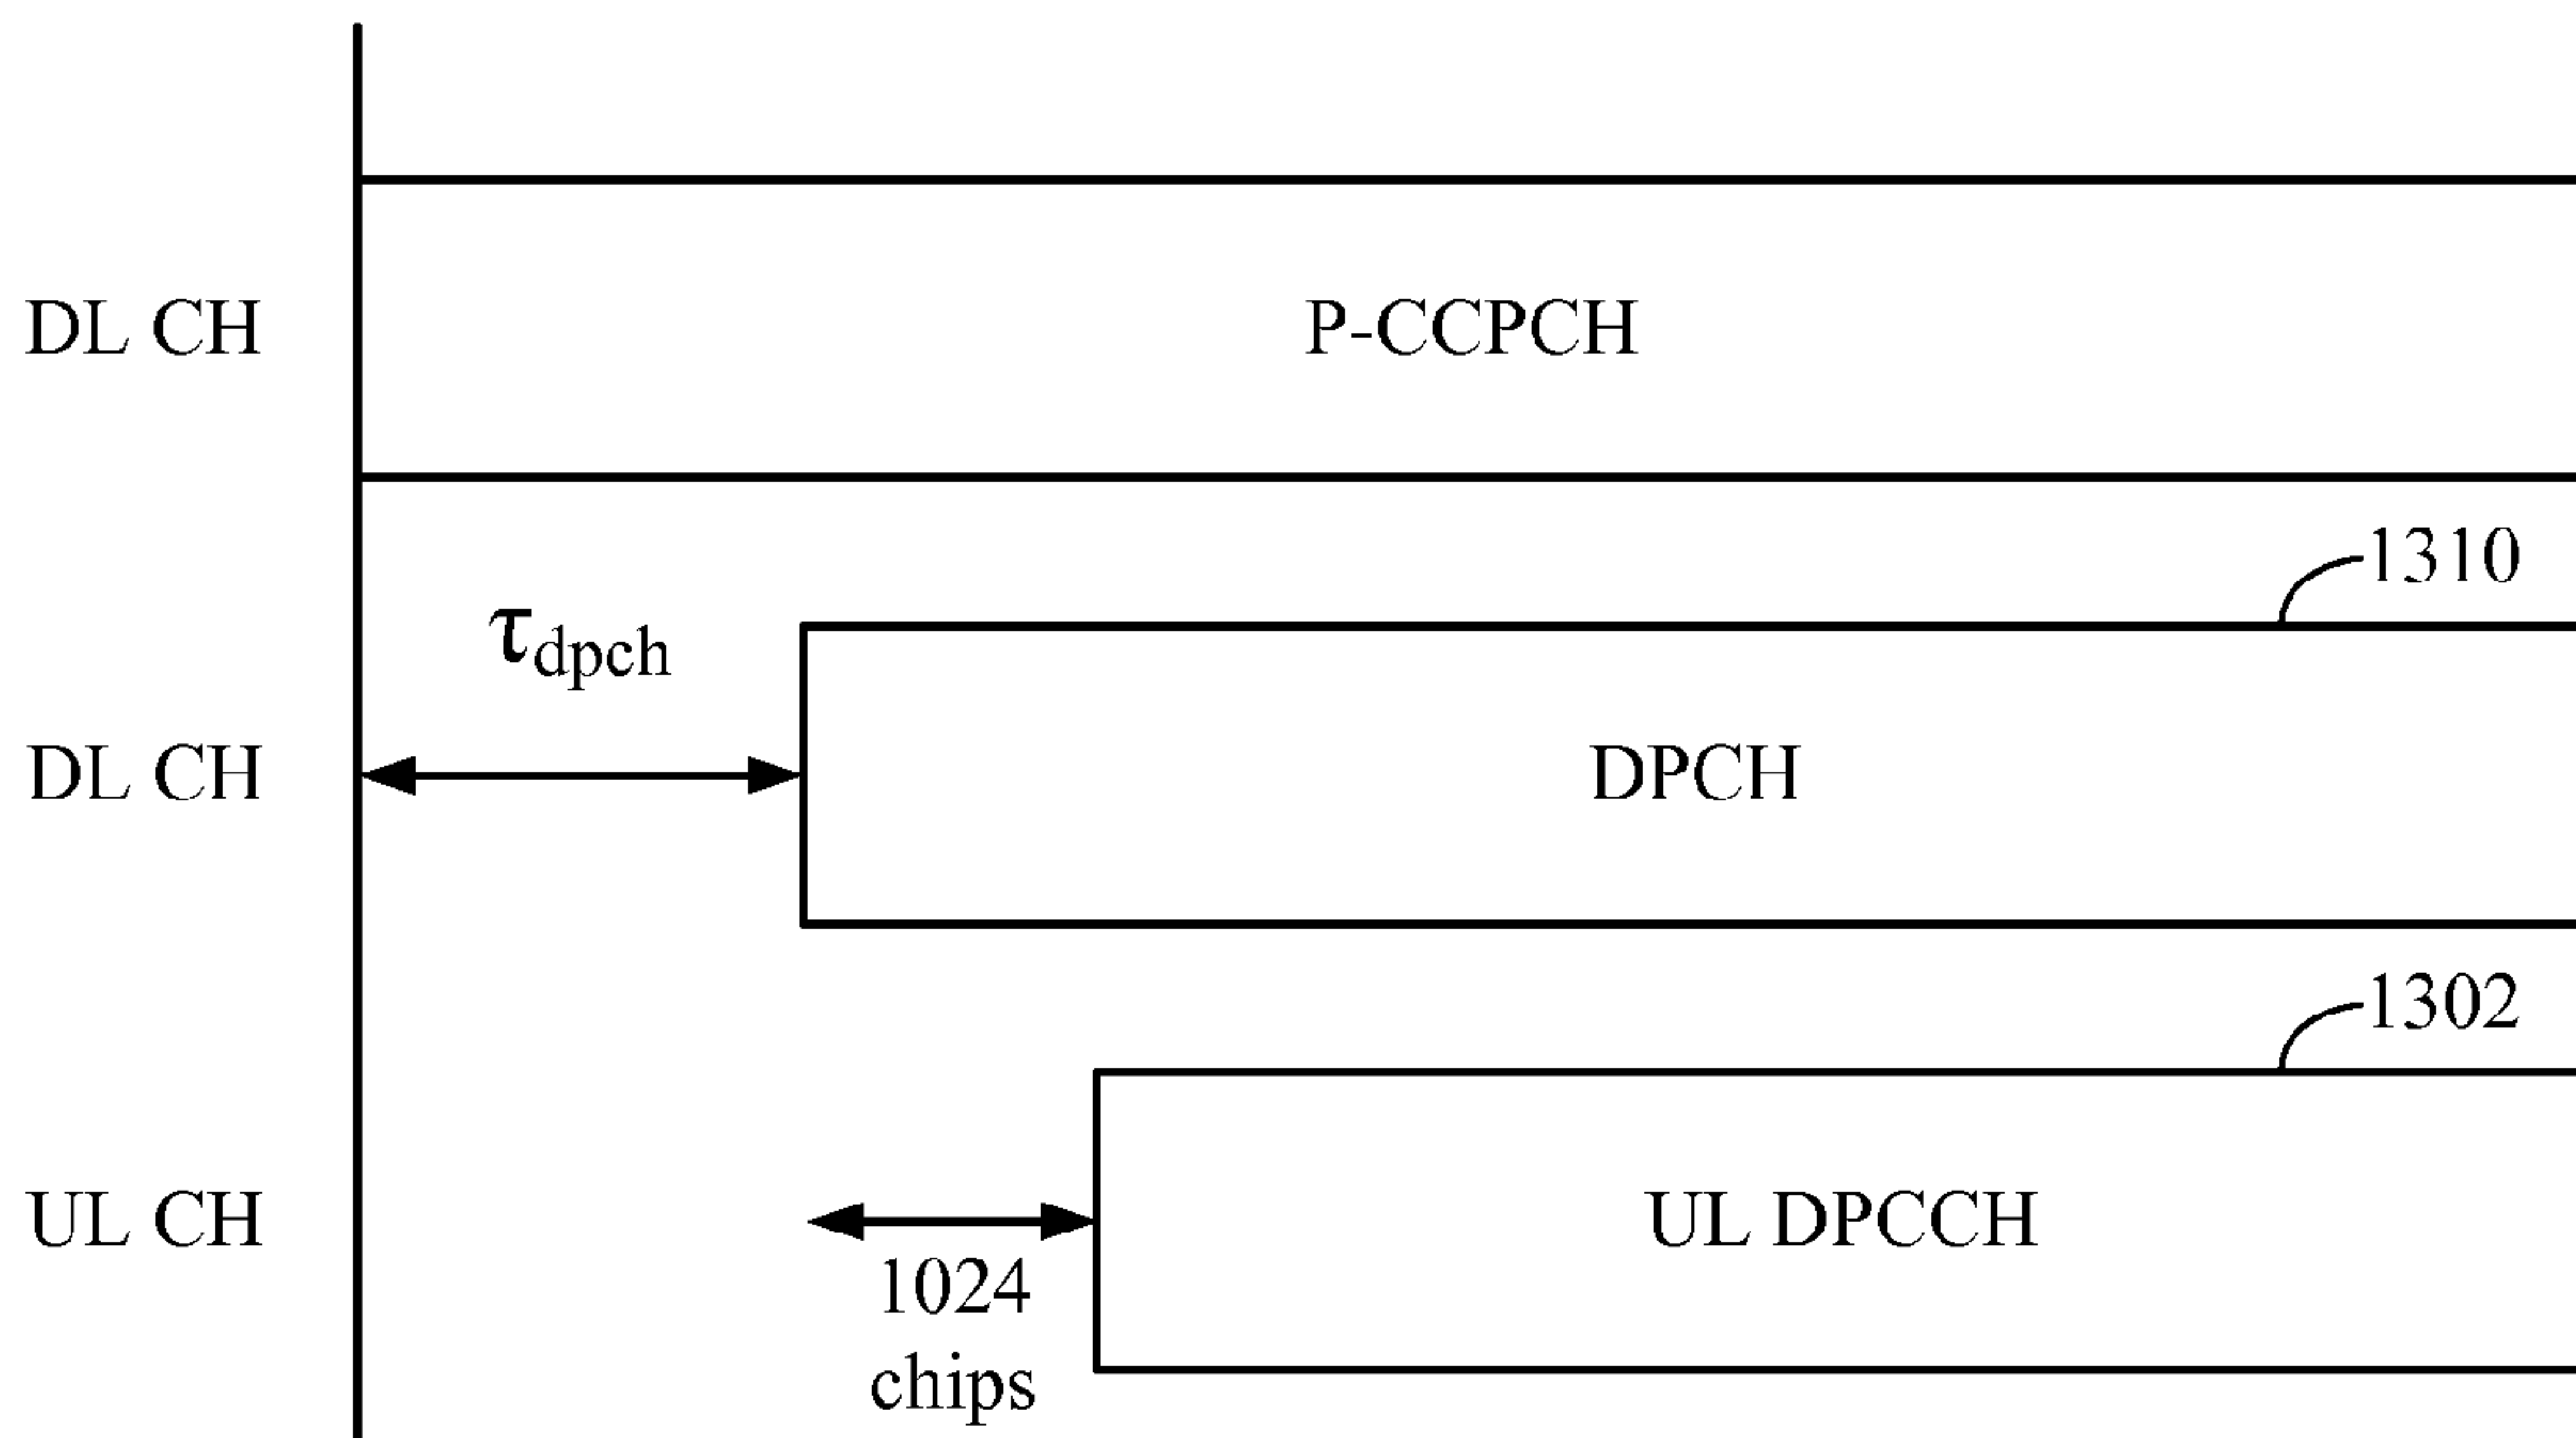 DL CH
P-CCPCH
1310
τdpch
DL CH
DPCH
1302
UL CH
UL DPCCH
1024
chips